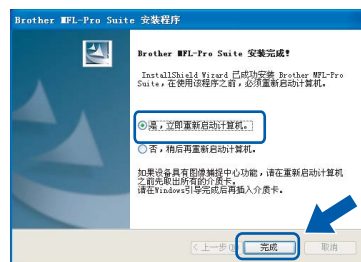 Brother MFL-Pro Suite 安装程序
Brother MFL-Pro Suite 安装完成!
InstallShield Wizard 已成功安装 Brother MFL-Pro
Suite，在使用该程序之前，必须重新启动计算机。
是，立即重新启动计算机。
否，稍后再重新启动计算机。
如果设备具有图像捕捉中心功能，请在重新启动计算机
之前先取出所有的介质卡。
请在Windows引导完成后再插入介质卡。
< 上一步(B) 完成 取消